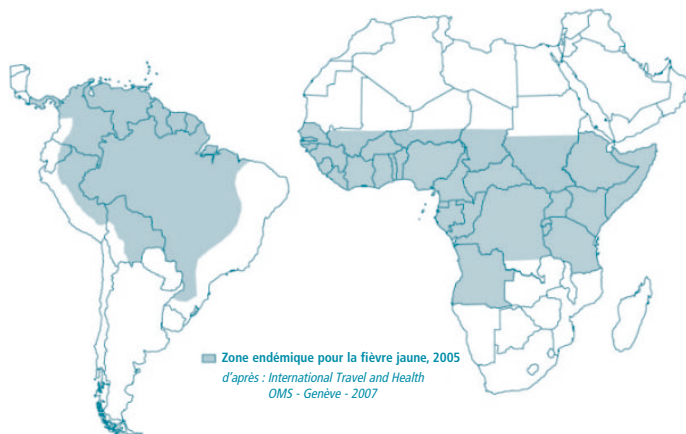 Zone endémique pour la fièvre jaune, 2005
d'après : International Travel and Health
OMS - Genève - 2007